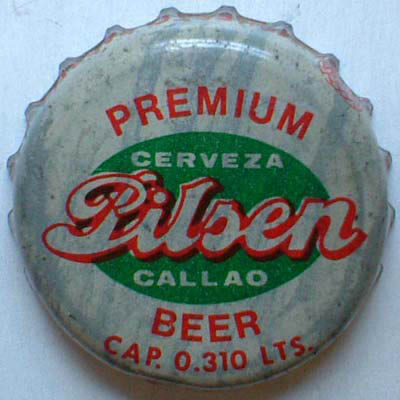 PREMIUM
CERVEZA
Pilsen
CALLAO
BEER
CAP. 0.310 LTS.